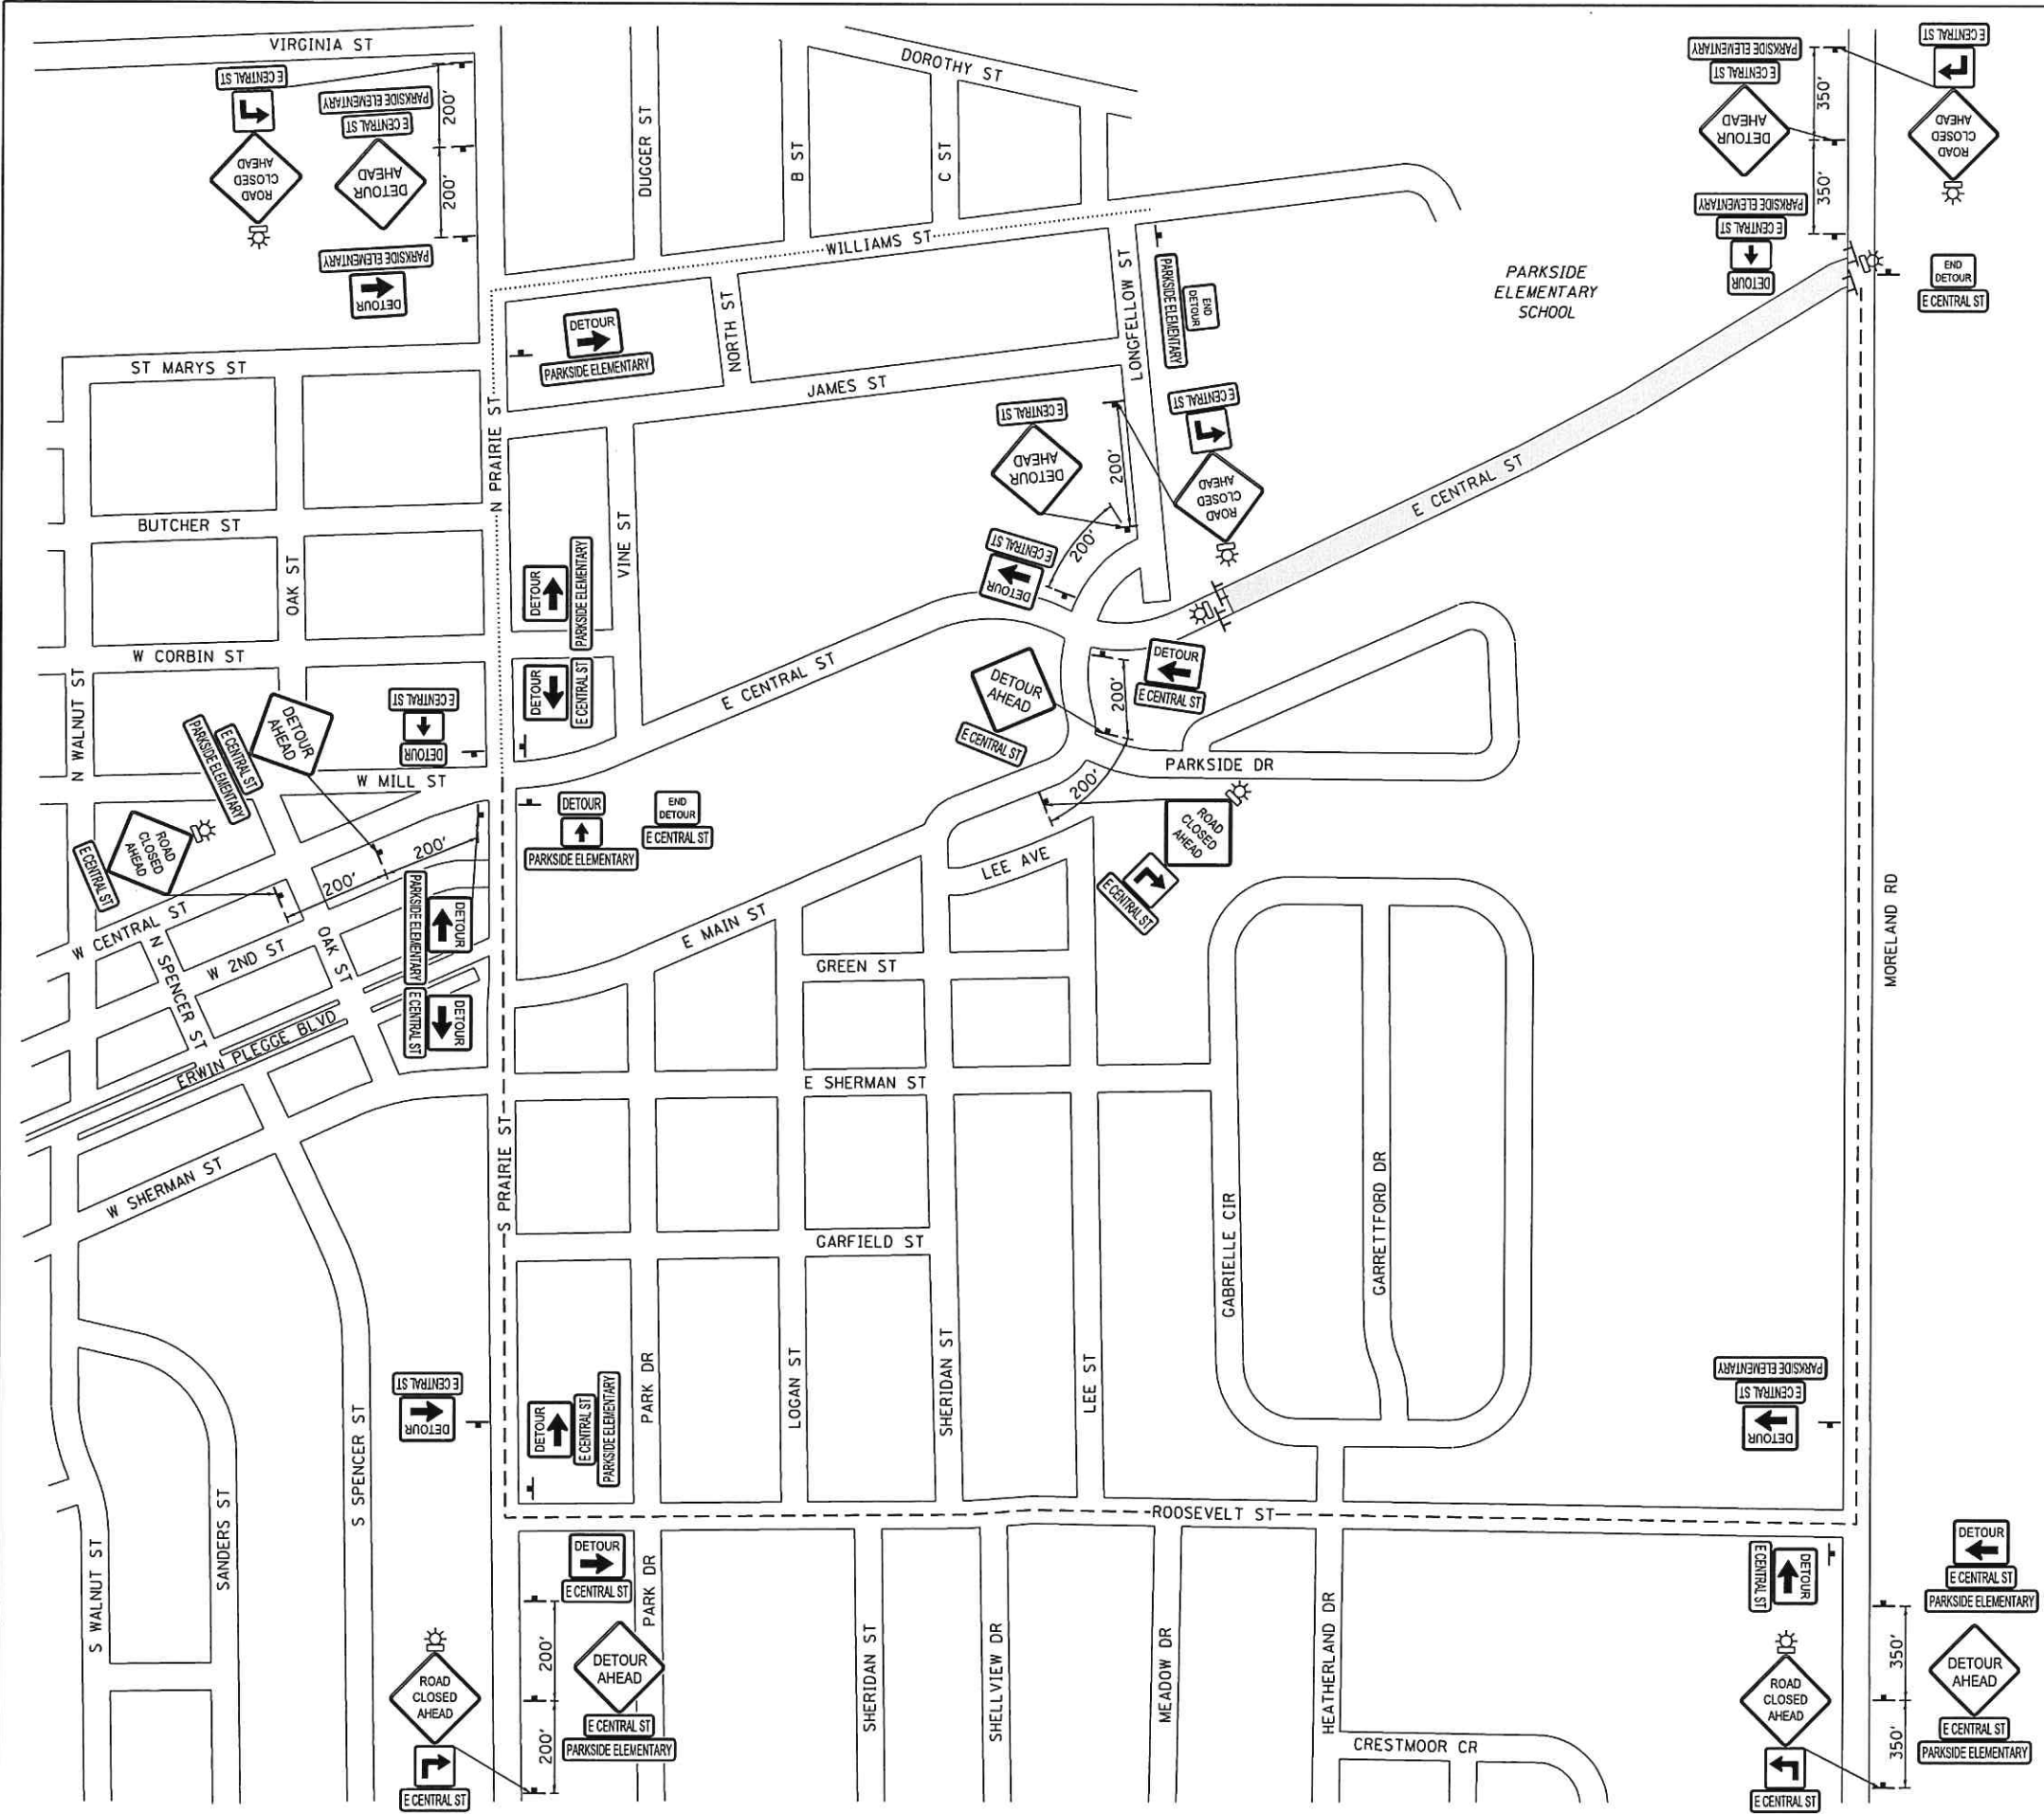 VIRGINIA ST
DOROTHY ST
E CENTRAL ST
ROAD
CLOSED
AHEAD
PARKSIDE ELEMENTARY
E CENTRAL ST
DETOUR
AHEAD
200'
200'
PARKSIDE ELEMENTARY
DETOUR
DUGGER ST
B ST
C ST
WILLIAMS ST
PARKSIDE ELEMENTARY
E CENTRAL ST
DETOUR
AHEAD
350'
350'
PARKSIDE ELEMENTARY
E CENTRAL ST
DETOUR
E CENTRAL ST
ROAD
CLOSED
AHEAD
END
DETOUR
E CENTRAL ST
PARKSIDE
ELEMENTARY
SCHOOL
ST MARYS ST
N PRAIRIE ST
DETOUR
PARKSIDE ELEMENTARY
NORTH ST
JAMES ST
LONGFELLOW ST
PARKSIDE ELEMENTARY
END
DETOUR
E CENTRAL ST
DETOUR
AHEAD
200'
E CENTRAL ST
ROAD
CLOSED
AHEAD
E CENTRAL ST
DETOUR
200'
E CENTRAL ST
BUTCHER ST
OAK ST
VINE ST
DETOUR
PARKSIDE ELEMENTARY
DETOUR
E CENTRAL ST
W CORBIN ST
N WALNUT ST
E CENTRAL ST
DETOUR
DETOUR
AHEAD
E CENTRAL ST
PARKSIDE ELEMENTARY
W MILL ST
E CENTRAL ST
DETOUR
AHEAD
E CENTRAL ST
200'
DETOUR
E CENTRAL ST
PARKSIDE DR
200'
ROAD
CLOSED
AHEAD
E CENTRAL ST
ROAD
CLOSED
AHEAD
E CENTRAL ST
200'
200'
DETOUR
PARKSIDE ELEMENTARY
END
DETOUR
E CENTRAL ST
LEE AVE
W CENTRAL ST
N SPENCER ST
W 2ND ST
OAK ST
PARKSIDE ELEMENTARY
DETOUR
E CENTRAL ST
DETOUR
E MAIN ST
GREEN ST
MORELAND RD
ERWIN PLEGGE BLVD
E SHERMAN ST
S PRAIRIE ST
W SHERMAN ST
GARFIELD ST
GABRIELLE CIR
GARRETTFORD DR
E CENTRAL ST
DETOUR
DETOUR
E CENTRAL ST
PARKSIDE ELEMENTARY
PARK DR
LOGAN ST
SHERIDAN ST
LEE ST
PARKSIDE ELEMENTARY
E CENTRAL ST
DETOUR
S SPENCER ST
SANDERS ST
S WALNUT ST
ROOSEVELT ST
DETOUR
E CENTRAL ST
PARK DR
200'
200'
DETOUR
AHEAD
E CENTRAL ST
PARKSIDE ELEMENTARY
ROAD
CLOSED
AHEAD
E CENTRAL ST
SHERIDAN ST
SHELLVIEW DR
MEADOW DR
HEATHERLAND DR
CRESTMOOR CR
E CENTRAL ST
DETOUR
DETOUR
E CENTRAL ST
PARKSIDE ELEMENTARY
350'
350'
DETOUR
AHEAD
E CENTRAL ST
PARKSIDE ELEMENTARY
ROAD
CLOSED
AHEAD
E CENTRAL ST